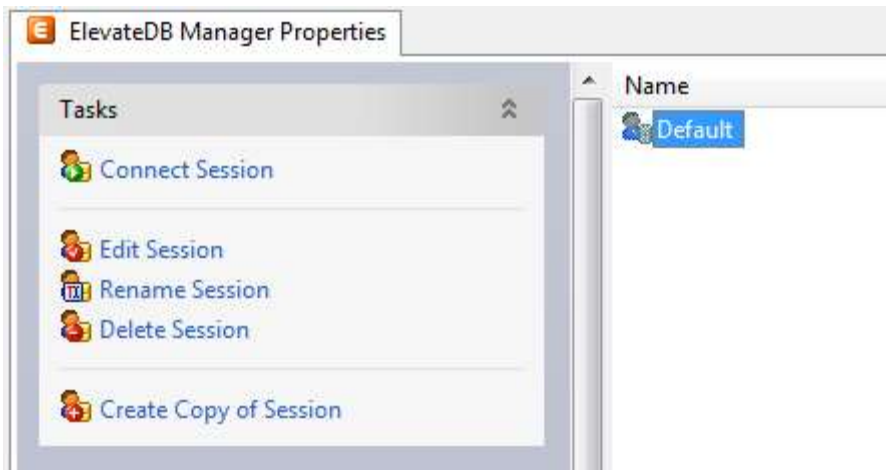 ElevateDB Manager Properties
Tasks
Connect Session
Edit Session
Rename Session
Delete Session
Create Copy of Session
Name
Default